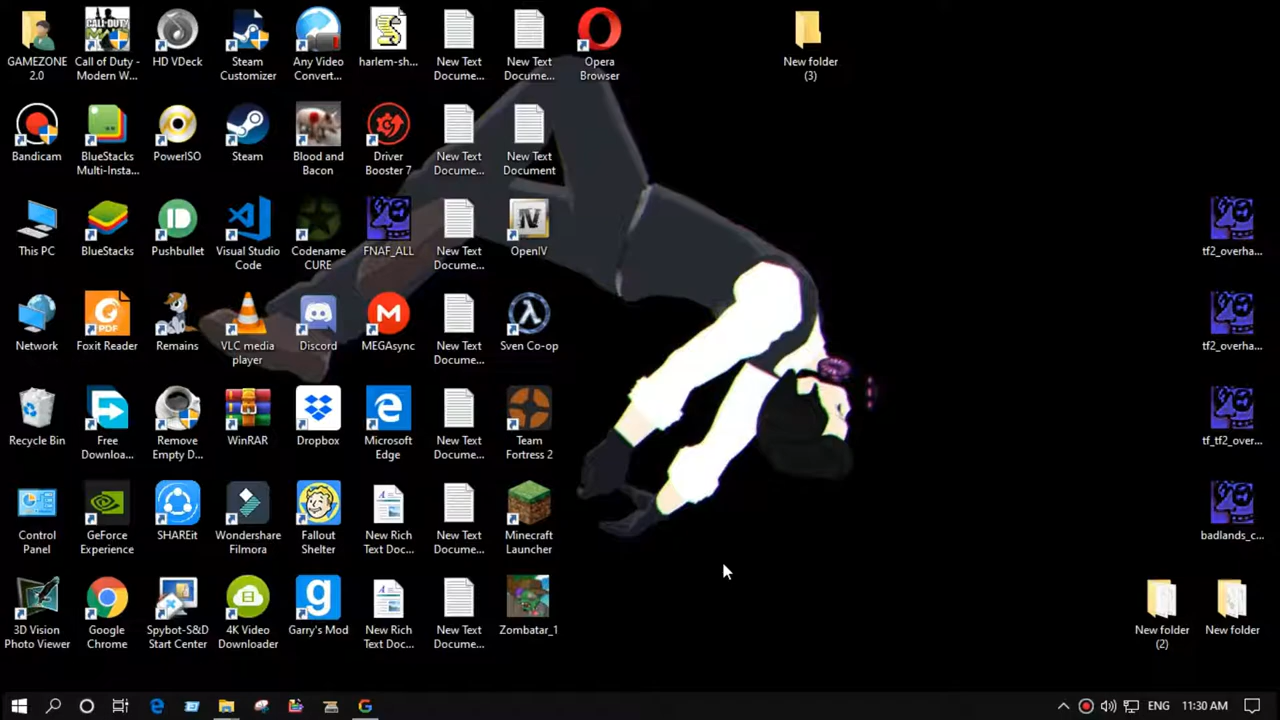 GAMEZONE
2.0
Call of Duty -
Modern W...
HD VDeck
Steam
Customizer
Any Video
Convert...
harlem-sh...
New Text
Docume...
New Text
Docume...
Opera
Browser
New folder
(3)
Bandicam
BlueStacks
Multi-Insta...
PowerISO
Steam
Blood and
Bacon
Driver
Booster 7
New Text
Docume...
New Text
Document
This PC
BlueStacks
Pushbullet
Visual Studio
Code
Codename
CURE
FNAF_ALL
New Text
Docume...
OpenIV
tf2_overha...
Network
Foxit Reader
Remains
VLC media
player
Discord
MEGAsync
New Text
Docume...
Sven Co-op
tf2_overha...
Recycle Bin
Free
Downloa...
Remove
Empty D...
WinRAR
Dropbox
Microsoft
Edge
New Text
Docume...
Team
Fortress 2
tf_tf2_over...
Control
Panel
GeForce
Experience
SHAREit
Wondershare
Filmora
Fallout
Shelter
New Rich
Text Doc...
New Text
Docume...
Minecraft
Launcher
badlands_c...
3D Vision
Photo Viewer
Google
Chrome
Spybot-S&D
Start Center
4K Video
Downloader
Garry's Mod
New Rich
Text Doc...
New Text
Docume...
Zombatar_1
New folder
(2)
New folder
ENG
11:30 AM